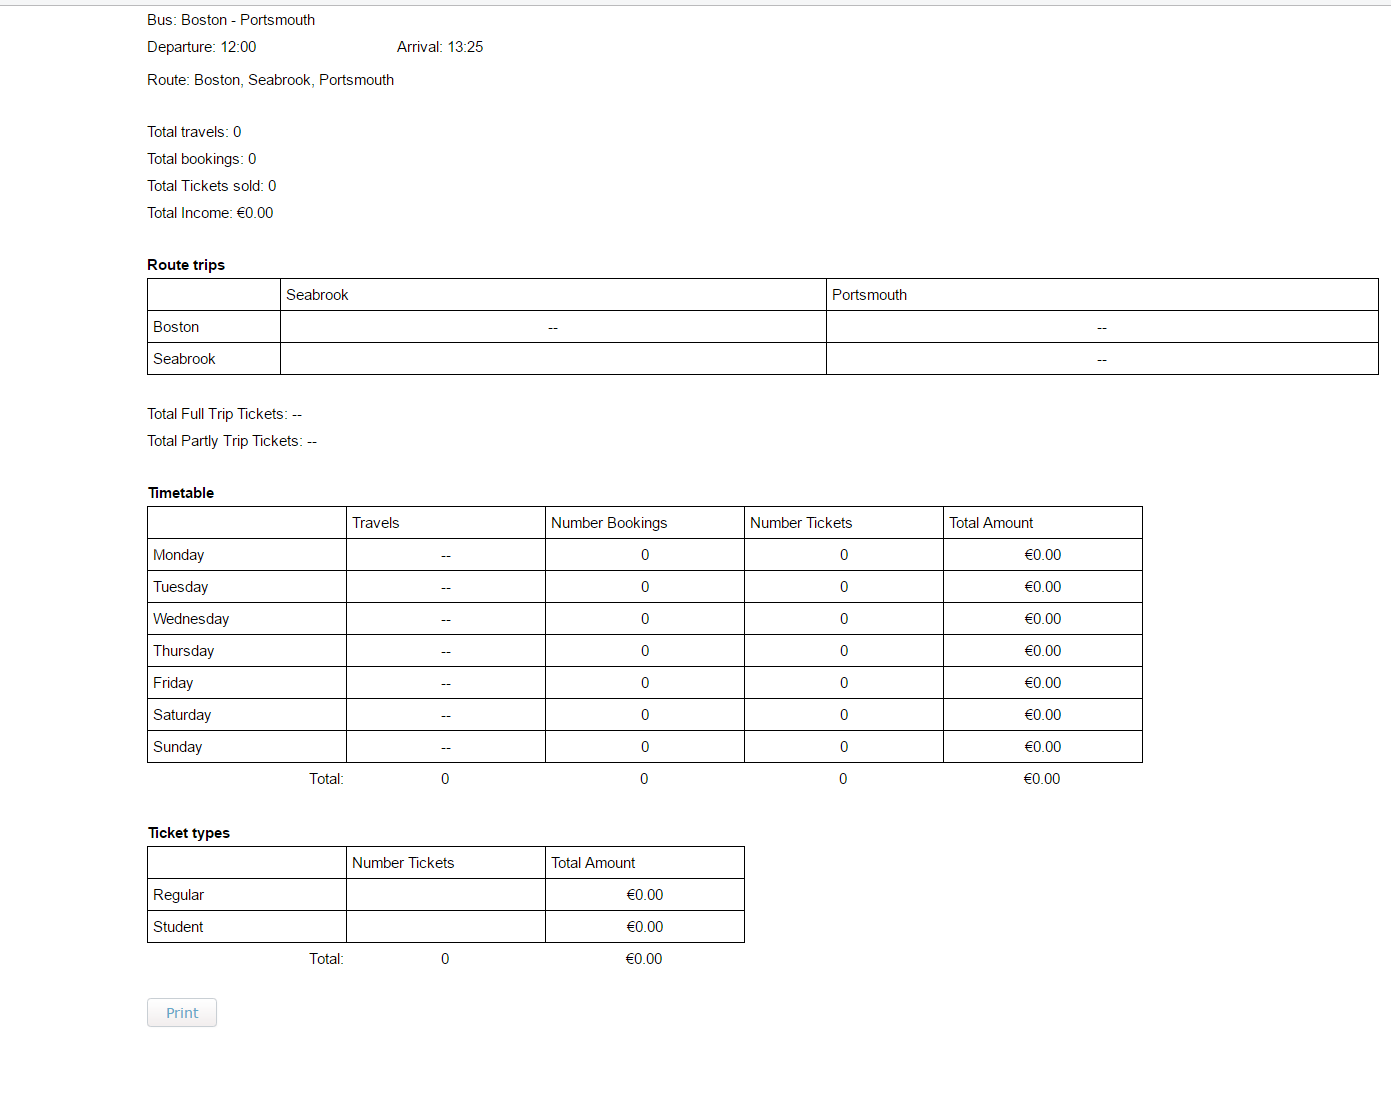 Bus: Boston - Portsmouth
Departure: 12:00 Arrival: 13:25
Route: Boston, Seabrook, Portsmouth
Total travels: 0
Total bookings: 0
Total Tickets sold: 0
Total Income: €0.00
Route trips
Seabrook Portsmouth
Boston -- --
Seabrook --
Total Full Trip Tickets: --
Total Partly Trip Tickets: --
Timetable
Travels Number Bookings Number Tickets Total Amount
Monday -- 0 0 €0.00
Tuesday -- 0 0 €0.00
Wednesday -- 0 0 €0.00
Thursday -- 0 0 €0.00
Friday -- 0 0 €0.00
Saturday -- 0 0 €0.00
Sunday -- 0 0 €0.00
Total: 0 0 0 €0.00
Ticket types
Number Tickets Total Amount
Regular €0.00
Student €0.00
Total: 0 €0.00
Print